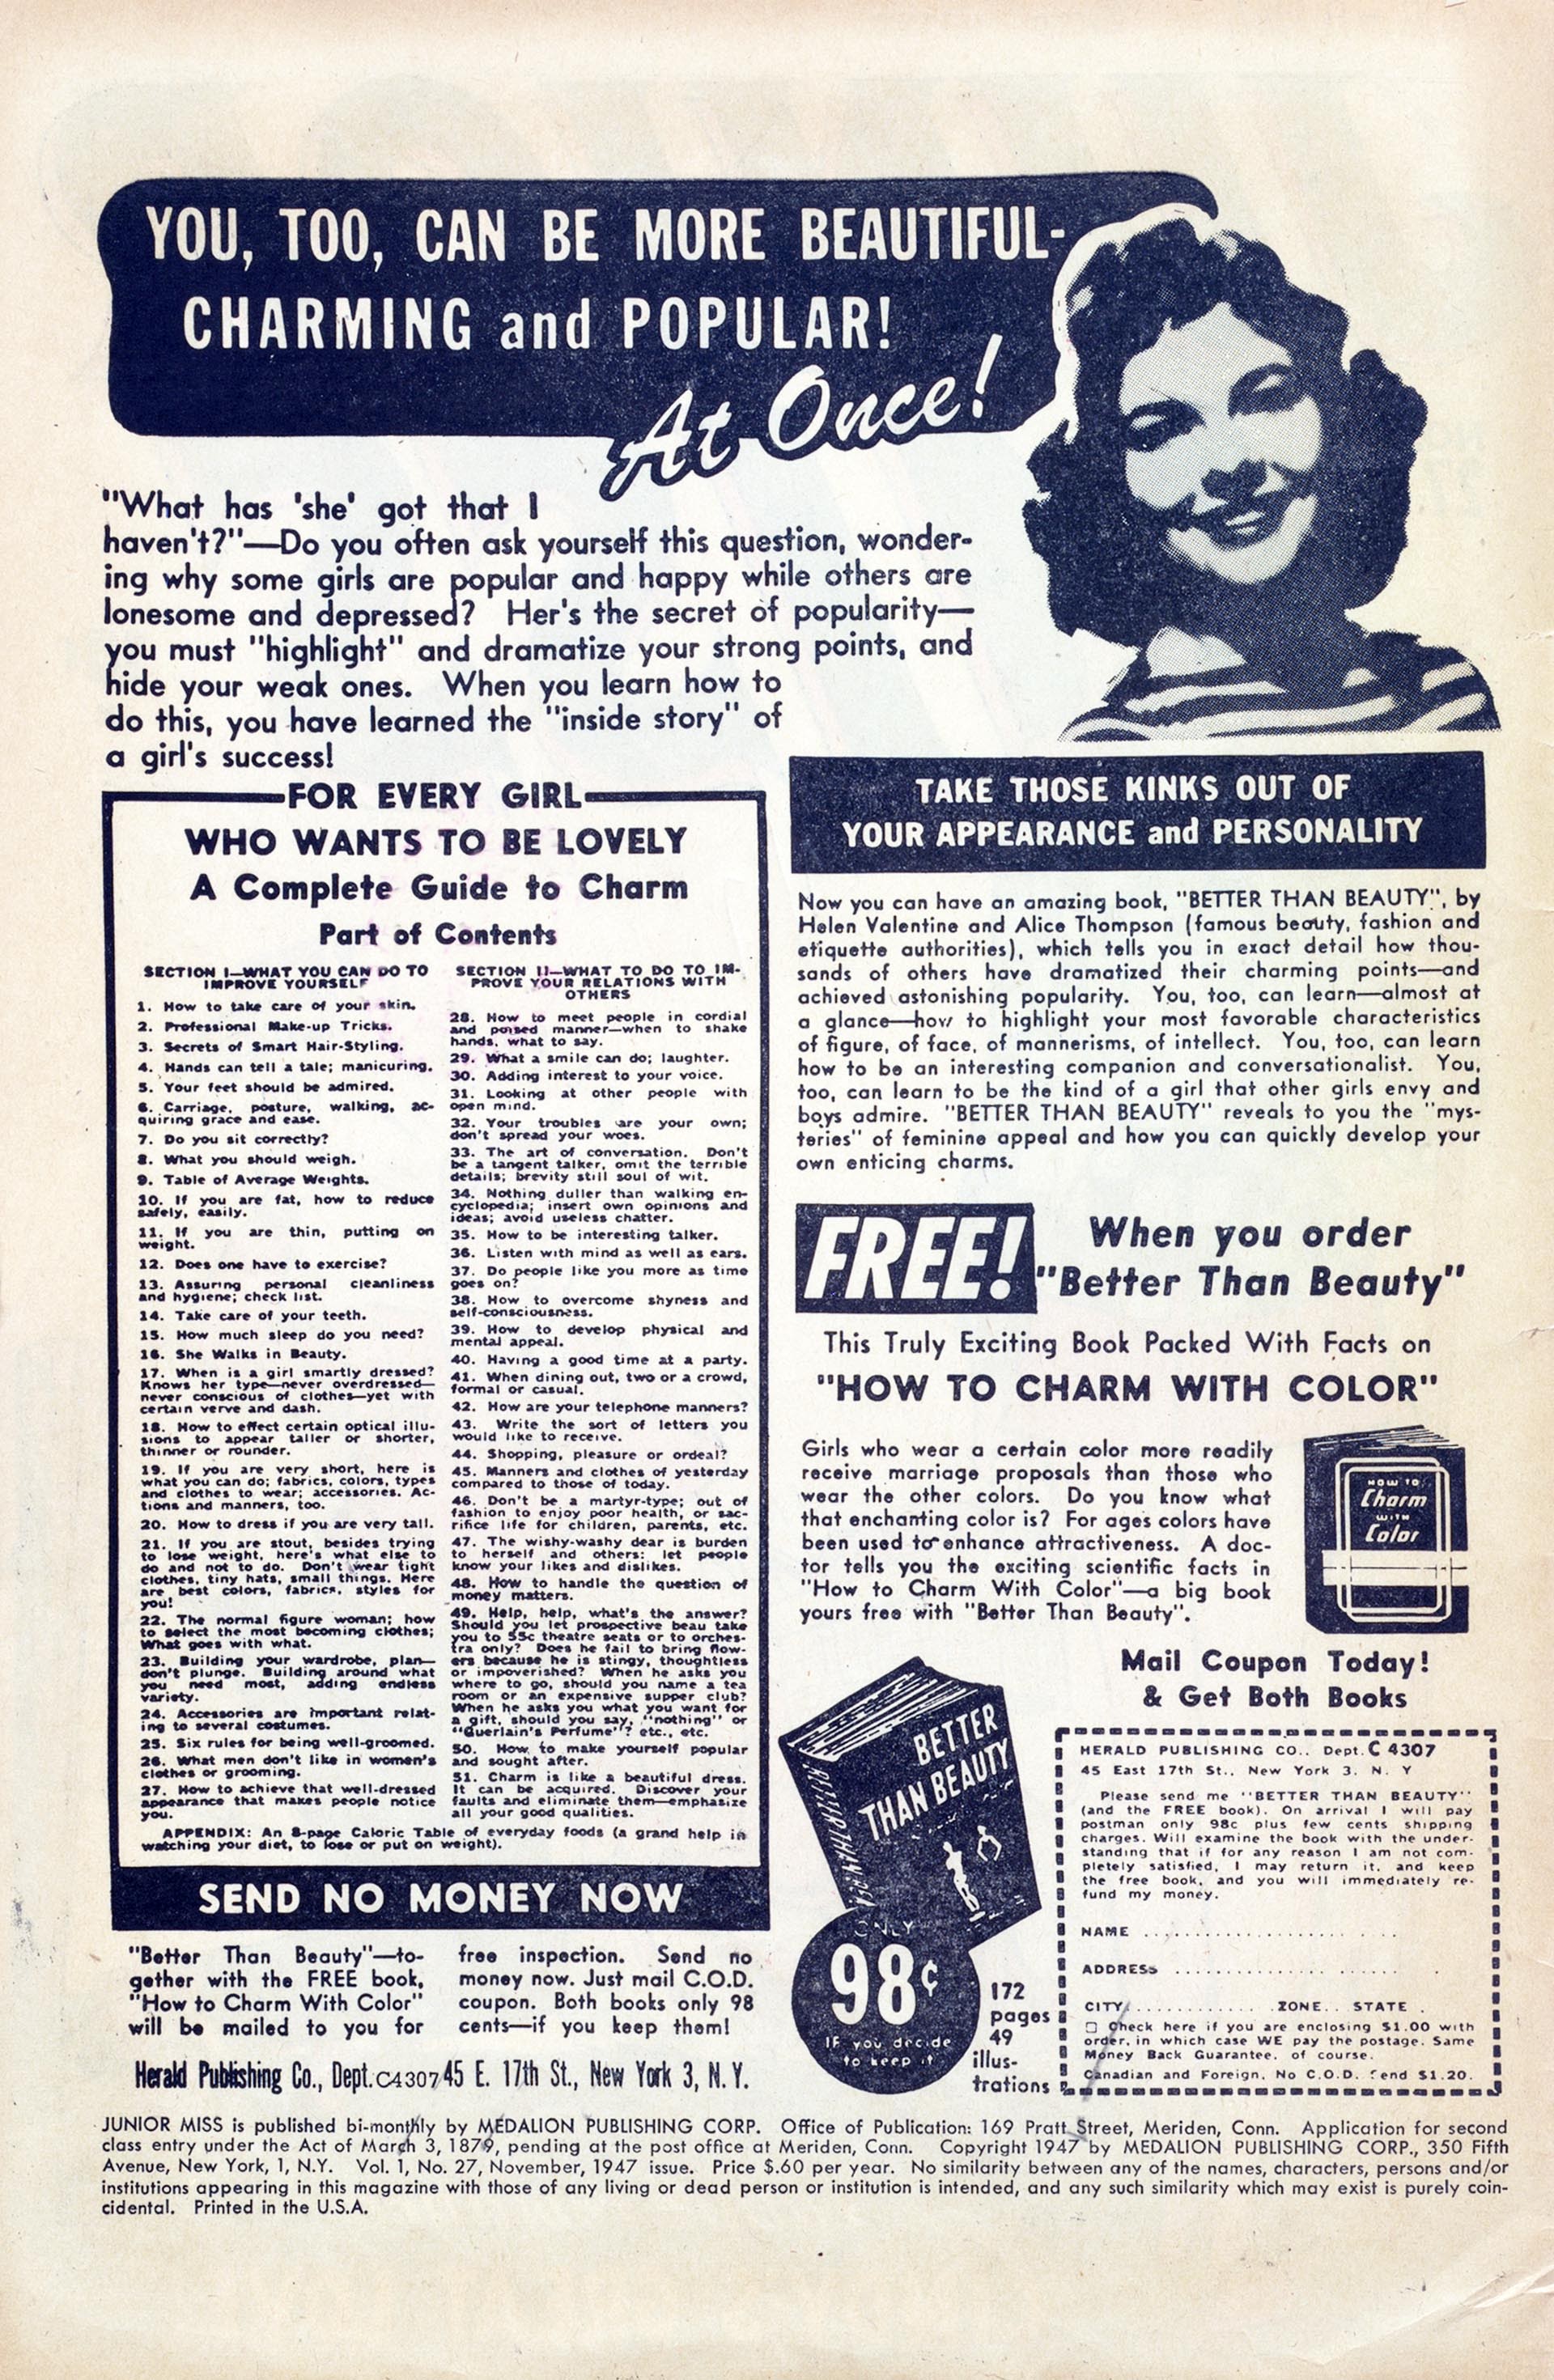 YOU, TOO, CAN BE MORE BEAUTIFUL-
CHARMING and POPULAR!
At Once!
"What has 'she' got that I
haven't?"—Do you often ask yourself this question, wonder-
ing why some girls are popular and happy while others are
lonesome and depressed? Her's the secret of popularity—
you must "highlight" and dramatize your strong points, and
hide your weak ones. When you learn how to
do this, you have learned the "inside story" of
a girl's success!
FOR EVERY GIRL
WHO WANTS TO BE LOVELY
A Complete Guide to Charm
Part of Contents
SECTION I—WHAT YOU CAN DO TO
IMPROVE YOURSELF
1. How to take care of your skin.
2. Professional Make-up Tricks.
3. Secrets of Smart Hair-Styling.
4. Hands can tell a tale; manicuring.
5. Your feet should be admired.
6. Carriage, posture, walking, ac-
quiring grace and ease.
7. Do you sit correctly?
8. What you should weigh.
9. Table of Average Weights.
10. If you are fat, how to reduce
safely, easily.
11. If you are thin, putting on
weight.
12. Does one have to exercise?
13. Assuring personal cleanliness
and hygiene; check list.
14. Take care of your teeth.
15. How much sleep do you need?
16. She Walks in Beauty.
17. When is a girl smartly dressed?
Knows her type—never overdressed—
never conscious of clothes—yet with
certain verve and dash.
18. How to effect certain optical illu-
sions to appear taller or shorter,
thinner or rounder.
19. If you are very short, here is
what you can do; fabrics, colors, types
and clothes to wear; accessories. Ac-
tions and manners, too.
20. How to dress if you are very tall.
21. If you are stout, besides trying
to lose weight, here's what else to
do and not to do. Don't wear tight
clothes, tiny hats, small things. Here
are best colors, fabrics, styles for
you!
22. The normal figure woman; how
to select the most becoming clothes;
What goes with what.
23. Building your wardrobe, plan—
don't plunge. Building around what
you need most, adding endless
variety.
24. Accessories are important relat-
ing to several costumes.
25. Six rules for being well-groomed.
26. What men don't like in women's
clothes or grooming.
27. How to achieve that well-dressed
appearance that makes people notice
you.
SECTION II—WHAT TO DO TO IM-
PROVE YOUR RELATIONS WITH
OTHERS
28. How to meet people in cordial
and poised manner—when to shake
hands, what to say.
29. What a smile can do; laughter.
30. Adding interest to your voice.
31. Looking at other people with
open mind.
32. Your troubles are your own;
don't spread your woes.
33. The art of conversation. Don't
be a tangent talker, omit the terrible
details; brevity still soul of wit.
34. Nothing duller than walking en-
cyclopedia; insert own opinions and
ideas; avoid useless chatter.
35. How to be interesting talker.
36. Listen with mind as well as ears.
37. Do people like you more as time
goes on?
38. How to overcome shyness and
self-consciousness.
39. How to develop physical and
mental appeal.
40. Having a good time at a party.
41. When dining out, two or a crowd,
formal or casual.
42. How are your telephone manners?
43. Write the sort of letters you
would like to receive.
44. Shopping, pleasure or ordeal?
45. Manners and clothes of yesterday
compared to those of today.
46. Don't be a martyr-type; out of
fashion to enjoy poor health, or sac-
rifice life for children, parents, etc.
47. The wishy-washy dear is burden
to herself and others: let people
know your likes and dislikes.
48. How to handle the question of
money matters.
49. Help, help, what's the answer?
Should you let prospective beau take
you to 55c theatre seats or to orches-
tra only? Does he fail to bring flow-
ers because he is stingy, thoughtless
or impoverished? When he asks you
where to go, should you name a tea
room or an expensive supper club?
When he asks you what you want for
a gift, should you say, "nothing" or
"Guerlain's Perfume"? etc., etc.
50. How to make yourself popular
and sought after.
51. Charm is like a beautiful dress.
It can be acquired. Discover your
faults and eliminate them—emphasize
all your good qualities.
APPENDIX: An 8-page Caloric Table of everyday foods (a grand help in
watching your diet, to lose or put on weight).
SEND NO MONEY NOW
"Better Than Beauty"—to-
gether with the FREE book,
"How to Charm With Color"
will be mailed to you for
free inspection. Send no
money now. Just mail C.O.D.
coupon. Both books only 98
cents—if you keep them!
Herald Publishing Co., Dept. C4307 45 E. 17th St., New York 3, N. Y.
TAKE THOSE KINKS OUT OF
YOUR APPEARANCE and PERSONALITY
Now you can have an amazing book, "BETTER THAN BEAUTY", by
Helen Valentine and Alice Thompson (famous beauty, fashion and
etiquette authorities), which tells you in exact detail how thou-
sands of others have dramatized their charming points—and
achieved astonishing popularity. You, too, can learn—almost at
a glance—how to highlight your most favorable characteristics
of figure, of face, of mannerisms, of intellect. You, too, can learn
how to be an interesting companion and conversationalist. You,
too, can learn to be the kind of a girl that other girls envy and
boys admire. "BETTER THAN BEAUTY" reveals to you the "mys-
teries" of feminine appeal and how you can quickly develop your
own enticing charms.
FREE!
When you order
"Better Than Beauty"
This Truly Exciting Book Packed With Facts on
"HOW TO CHARM WITH COLOR"
Girls who wear a certain color more readily
receive marriage proposals than those who
wear the other colors. Do you know what
that enchanting color is? For ages colors have
been used to enhance attractiveness. A doc-
tor tells you the exciting scientific facts in
"How to Charm With Color"—a big book
yours free with "Better Than Beauty".
HOW TO
Charm
WITH
Color
Mail Coupon Today!
& Get Both Books
BETTER
THAN BEAUTY
BETTER THAN BEAUTY
ONLY
98¢
IF you decide
to keep it
172
pages
49
illus-
trations
HERALD PUBLISHING CO., Dept. C 4307
45 East 17th St., New York 3, N. Y
Please send me "BETTER THAN BEAUTY"
(and the FREE book). On arrival I will pay
postman only 98c plus few cents shipping
charges. Will examine the book with the under-
standing that if for any reason I am not com-
pletely satisfied, I may return it, and keep
the free book, and you will immediately re-
fund my money.
NAME
ADDRESS
CITY ZONE STATE
Check here if you are enclosing $1.00 with
order, in which case WE pay the postage. Same
Money Back Guarantee, of course.
Canadian and Foreign, No C.O.D. Send $1.20.
JUNIOR MISS is published bi-monthly by MEDALION PUBLISHING CORP. Office of Publication: 169 Pratt Street, Meriden, Conn. Application for second
class entry under the Act of March 3, 1879, pending at the post office at Meriden, Conn. Copyright 1947 by MEDALION PUBLISHING CORP., 350 Fifth
Avenue, New York, 1, N.Y. Vol. 1, No. 27, November, 1947 issue. Price $.60 per year. No similarity between any of the names, characters, persons and/or
institutions appearing in this magazine with those of any living or dead person or institution is intended, and any such similarity which may exist is purely coin-
cidental. Printed in the U.S.A.